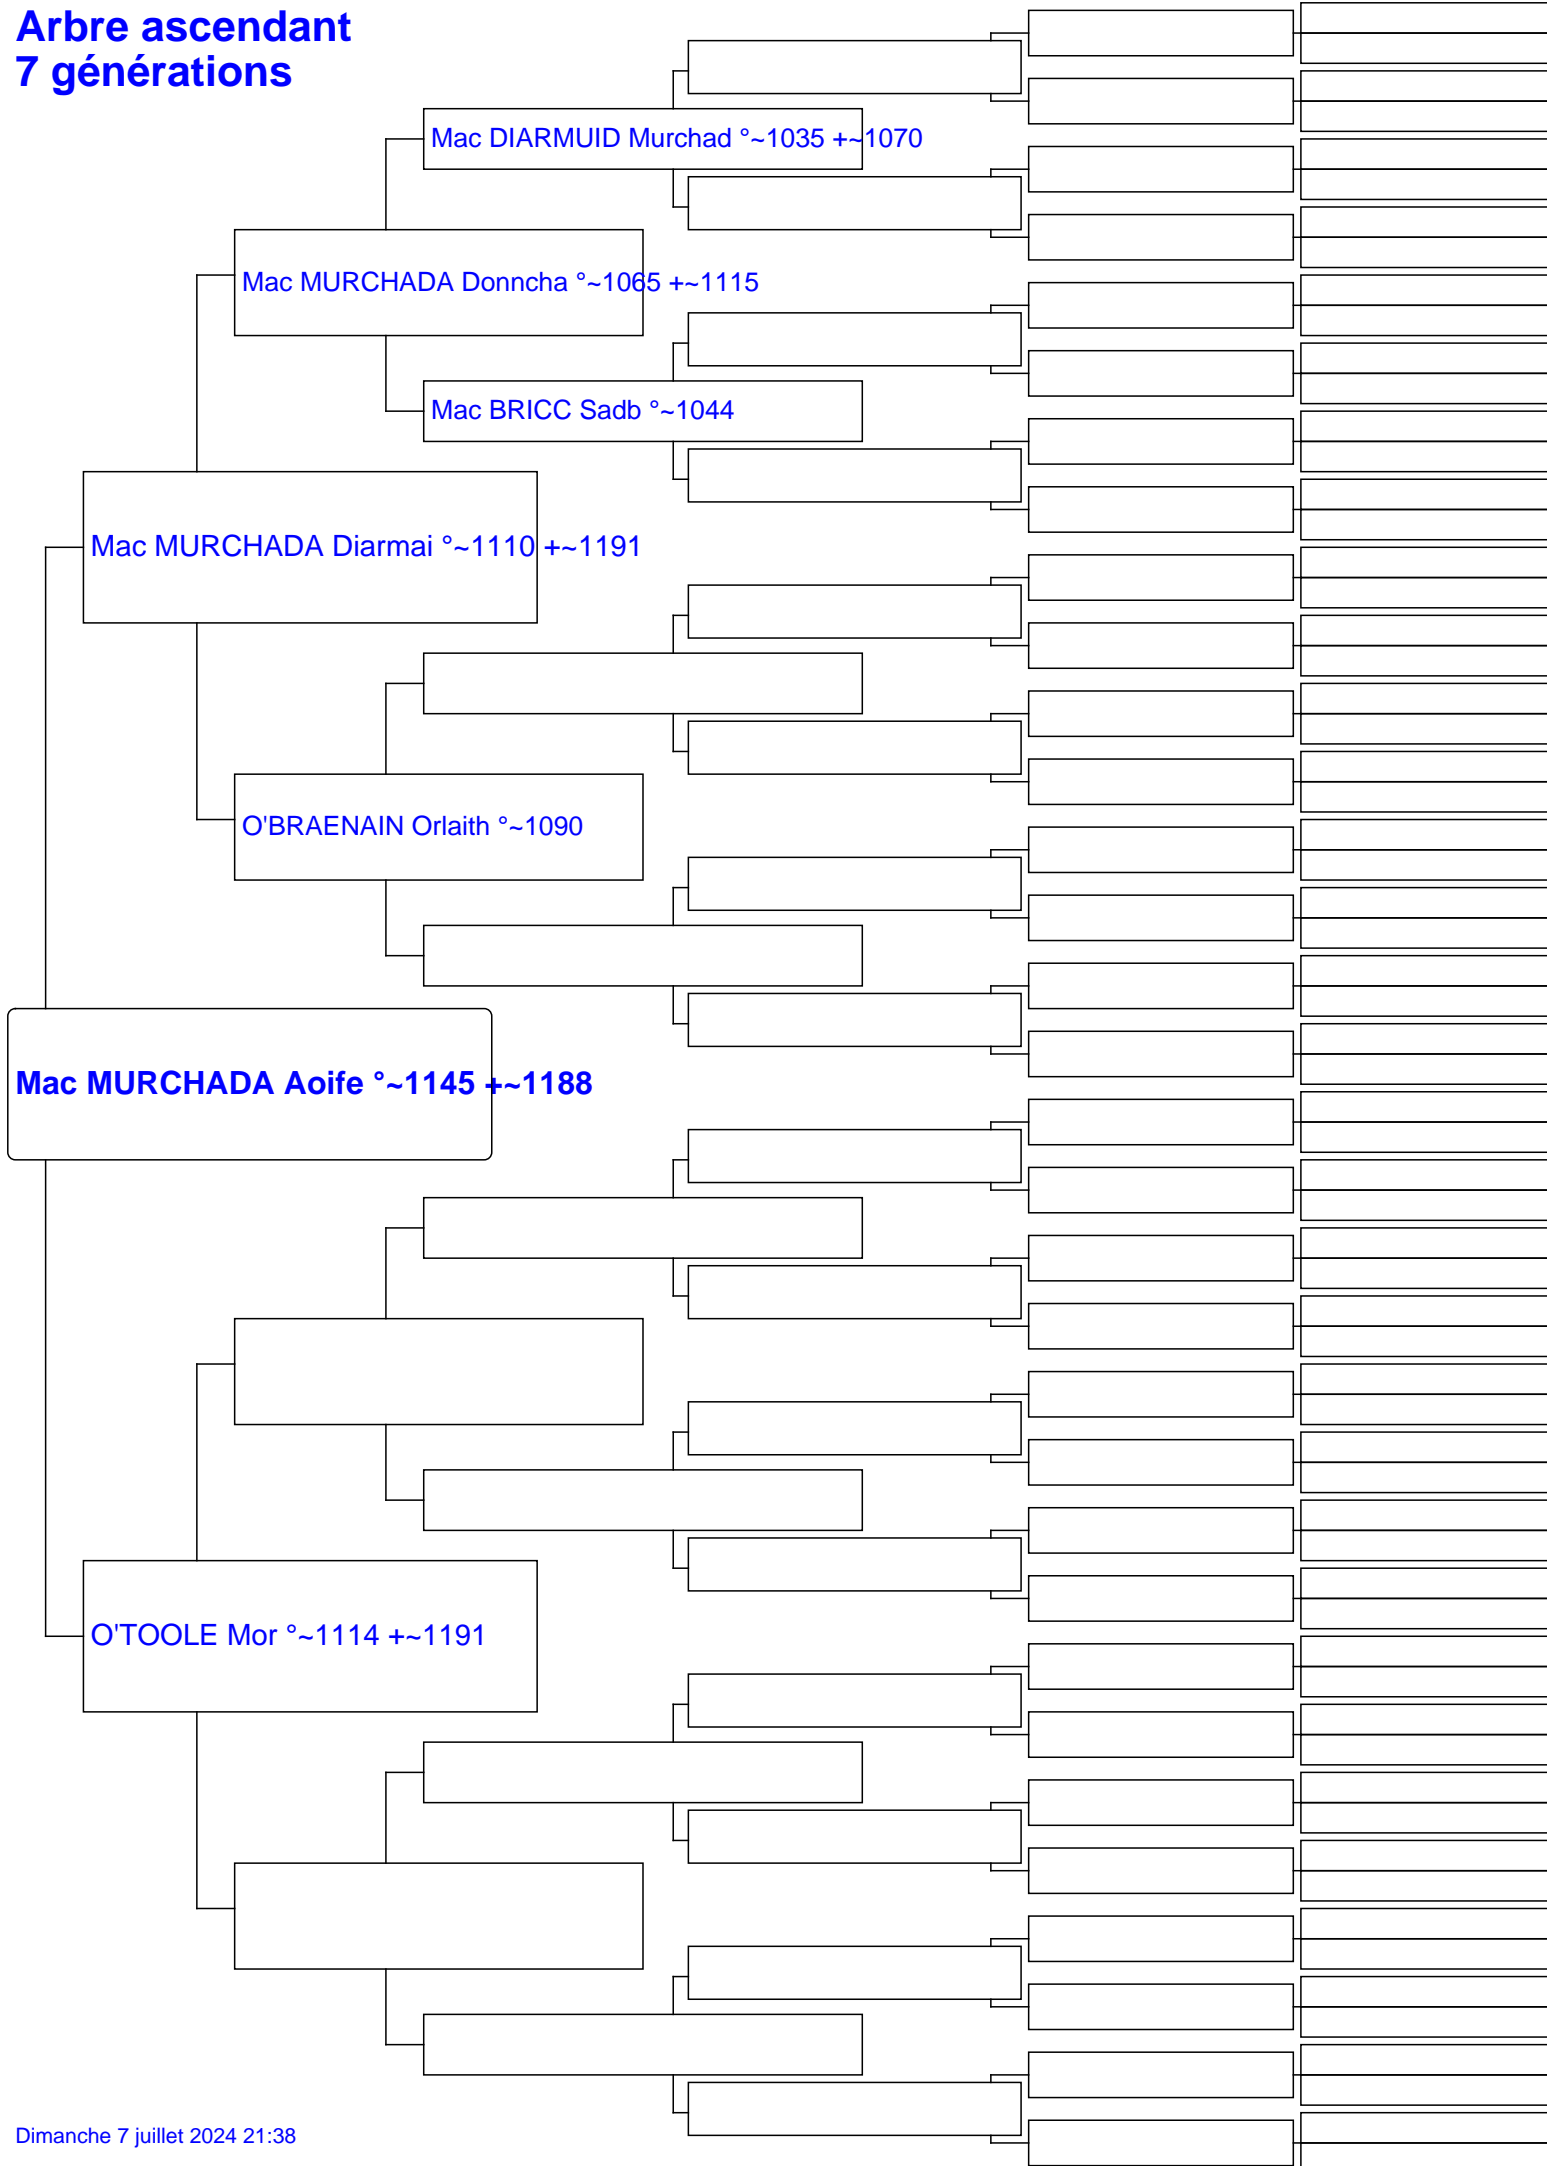 Arbre ascendant
7 générations
Mac DIARMUID Murchad °~1035 +~1070
Mac MURCHADA Donncha °~1065 +~1115
Mac BRICC Sadb °~1044
Mac MURCHADA Diarmai °~1110 +~1191
O'BRAENAIN Orlaith °~1090
Mac MURCHADA Aoife °~1145 +~1188
O'TOOLE Mor °~1114 +~1191
Dimanche 7 juillet 2024 21:38